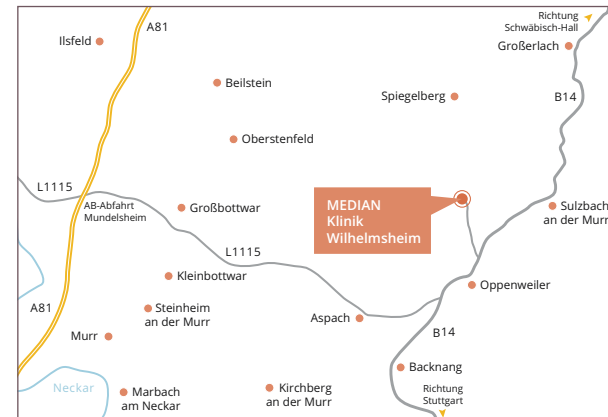 Richtung
Schwäbisch-Hall
A81
Ilsfeld
Großerlach
Beilstein
Spiegelberg
B14
Oberstenfeld
L1115
AB-Abfahrt
Mundelsheim
Großbottwar
MEDIAN
Klinik
Wilhelmsheim
Sulzbach
an der Murr
L1115
Kleinbottwar
Oppenweiler
A81
Steinheim
an der Murr
Aspach
Murr
B14
Backnang
Neckar
Marbach
am Neckar
Kirchberg
an der Murr
Richtung
Stuttgart